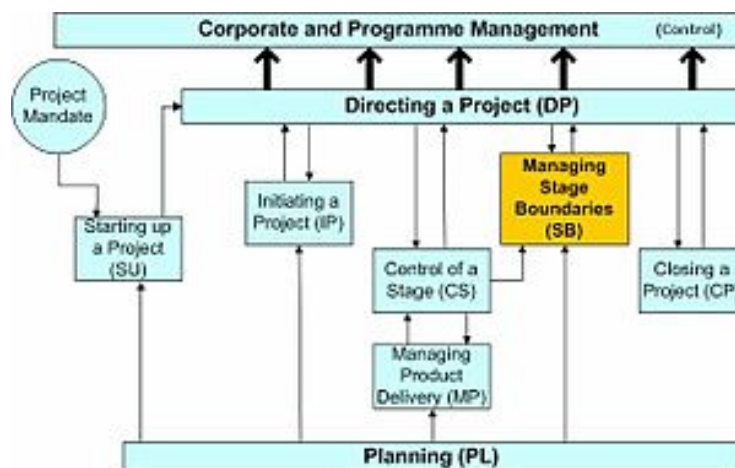 Corporate and Programme Management (Control)
Project
Mandate
Directing a Project (DP)
Starting up
a Project
(SU)
Initiating a
Project (IP)
Managing
Stage
Boundaries
(SB)
Control of a
Stage (CS)
Closing a
Project (CP)
Managing
Product
Delivery (MP)
Planning (PL)